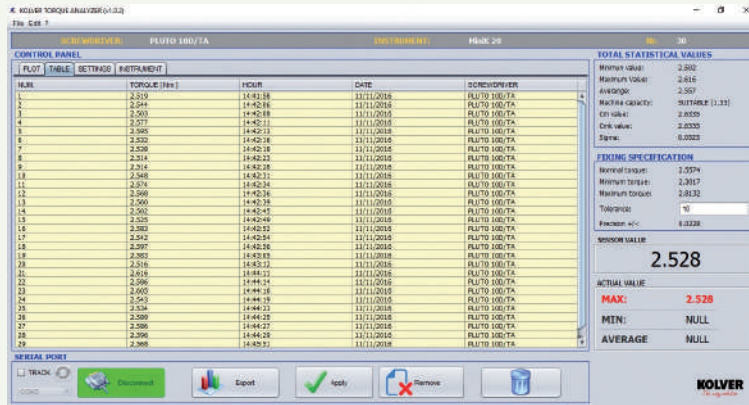 KOLVER TORQUE ANALYZER (v1.0.2)
File Edit ?
SCREWDRIVER: PLUTO 10D/TA INSTRUMENT: MiniK 20 Nr. 30
CONTROL PANEL
PLOT TABLE SETTINGS INSTRUMENT
NUM. TORQUE [Nm] HOUR DATE SCREWDRIVER
1 2.519 14:41:58 11/11/2016 PLUTO 10D/TA
2 2.544 14:42:06 11/11/2016 PLUTO 10D/TA
3 2.503 14:42:08 11/11/2016 PLUTO 10D/TA
4 2.577 14:42:11 11/11/2016 PLUTO 10D/TA
5 2.595 14:42:13 11/11/2016 PLUTO 10D/TA
6 2.532 14:42:16 11/11/2016 PLUTO 10D/TA
7 2.528 14:42:18 11/11/2016 PLUTO 10D/TA
8 2.514 14:42:23 11/11/2016 PLUTO 10D/TA
9 2.514 14:42:28 11/11/2016 PLUTO 10D/TA
10 2.548 14:42:31 11/11/2016 PLUTO 10D/TA
11 2.574 14:42:34 11/11/2016 PLUTO 10D/TA
12 2.568 14:42:36 11/11/2016 PLUTO 10D/TA
13 2.560 14:42:39 11/11/2016 PLUTO 10D/TA
14 2.502 14:42:45 11/11/2016 PLUTO 10D/TA
15 2.525 14:42:49 11/11/2016 PLUTO 10D/TA
16 2.583 14:42:52 11/11/2016 PLUTO 10D/TA
17 2.542 14:42:54 11/11/2016 PLUTO 10D/TA
18 2.597 14:42:56 11/11/2016 PLUTO 10D/TA
19 2.583 14:43:05 11/11/2016 PLUTO 10D/TA
20 2.516 14:43:12 11/11/2016 PLUTO 10D/TA
21 2.616 14:44:11 11/11/2016 PLUTO 10D/TA
22 2.586 14:44:14 11/11/2016 PLUTO 10D/TA
23 2.605 14:44:16 11/11/2016 PLUTO 10D/TA
24 2.543 14:44:19 11/11/2016 PLUTO 10D/TA
25 2.534 14:44:23 11/11/2016 PLUTO 10D/TA
26 2.589 14:44:25 11/11/2016 PLUTO 10D/TA
27 2.586 14:44:27 11/11/2016 PLUTO 10D/TA
28 2.596 14:44:29 11/11/2016 PLUTO 10D/TA
29 2.568 14:45:51 11/11/2016 PLUTO 10D/TA
SERIAL PORT
TRACK
Disconnect Export Apply Remove
TOTAL STATISTICAL VALUES
Minimun value: 2.502
Maximum Value: 2.616
Avarange: 2.557
Machine capacity: SUITABLE [1.33]
Cm value: 2.6335
Cmk value: 2.6335
Sigma: 0.0323
FIXING SPECIFICATION
Nominal torque: 2.5574
Minimum torque: 2.3017
Maximum torque: 2.8132
Tolerance: 10
Precision +/-:
SENSOR VALUE
2.528
ACTUAL VALUE
MAX: 2.528
MIN: NULL
AVERAGE NULL
KOLVER